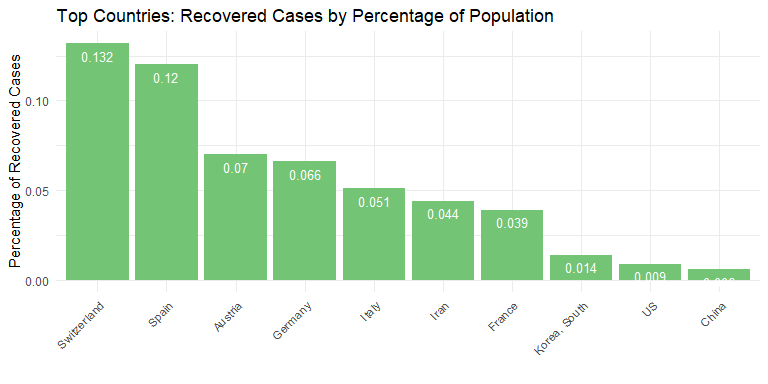 Top Countries: Recovered Cases by Percentage of Population
Percentage of Recovered Cases
0.10
0.05
0.00
0.132
0.12
0.07
0.066
0.051
0.044
0.039
0.014
0.009
Switzerland
Spain
Austria
Germany
Italy
Iran
France
Korea, South
US
China